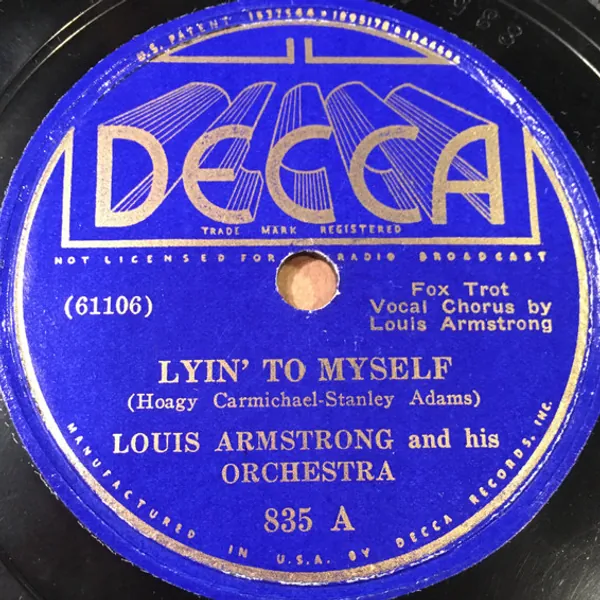 U.S. PATENT
DECCA
TRADE MARK REGISTERED
NOT LICENSED FOR RADIO BROADCAST
(61106)
Fox Trot
Vocal Chorus by
Louis Armstrong
LYIN' TO MYSELF
(Hoagy Carmichael-Stanley Adams)
LOUIS ARMSTRONG and his
ORCHESTRA
835 A
MANUFACTURED IN U.S.A. BY DECCA RECORDS, INC.